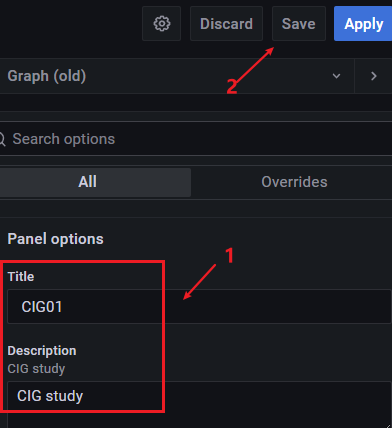 Discard Save Apply
2
Graph (old)
Search options
All Overrides
Panel options
1
Title
CIG01
Description
CIG study
CIG study